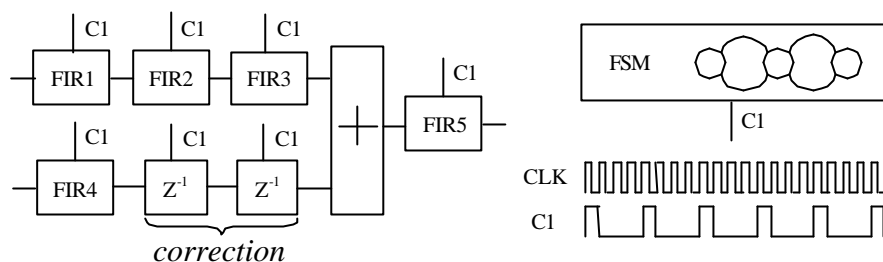 C1 C1 C1
FIR1 FIR2 FIR3
C1
FIR5
C1 C1 C1
FIR4 Z⁻¹ Z⁻¹
correction
FSM
C1
CLK
C1